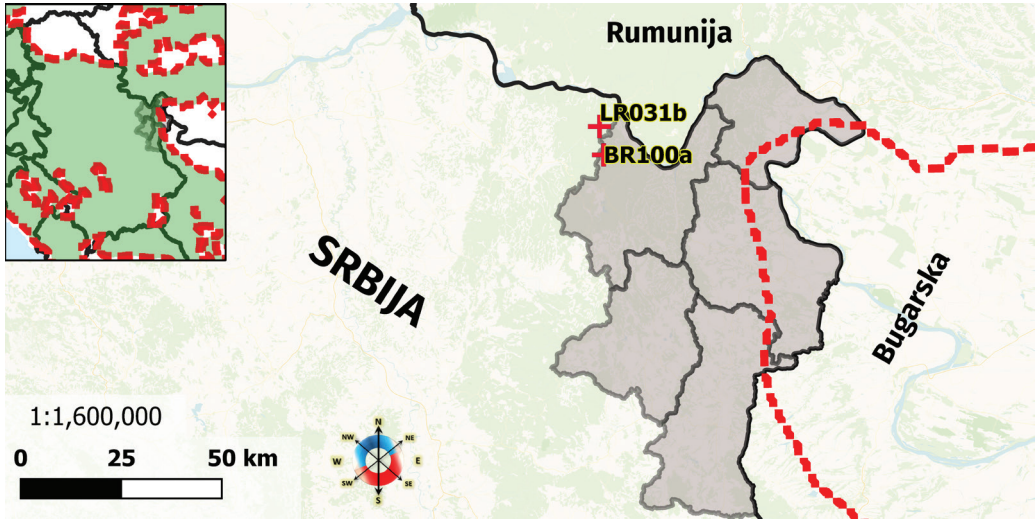 Rumunija
LR031b
BR100a
SRBIJA
Bugarska
1:1,600,000
0 25 50 km
N
NW NE
W E
SW SE
S